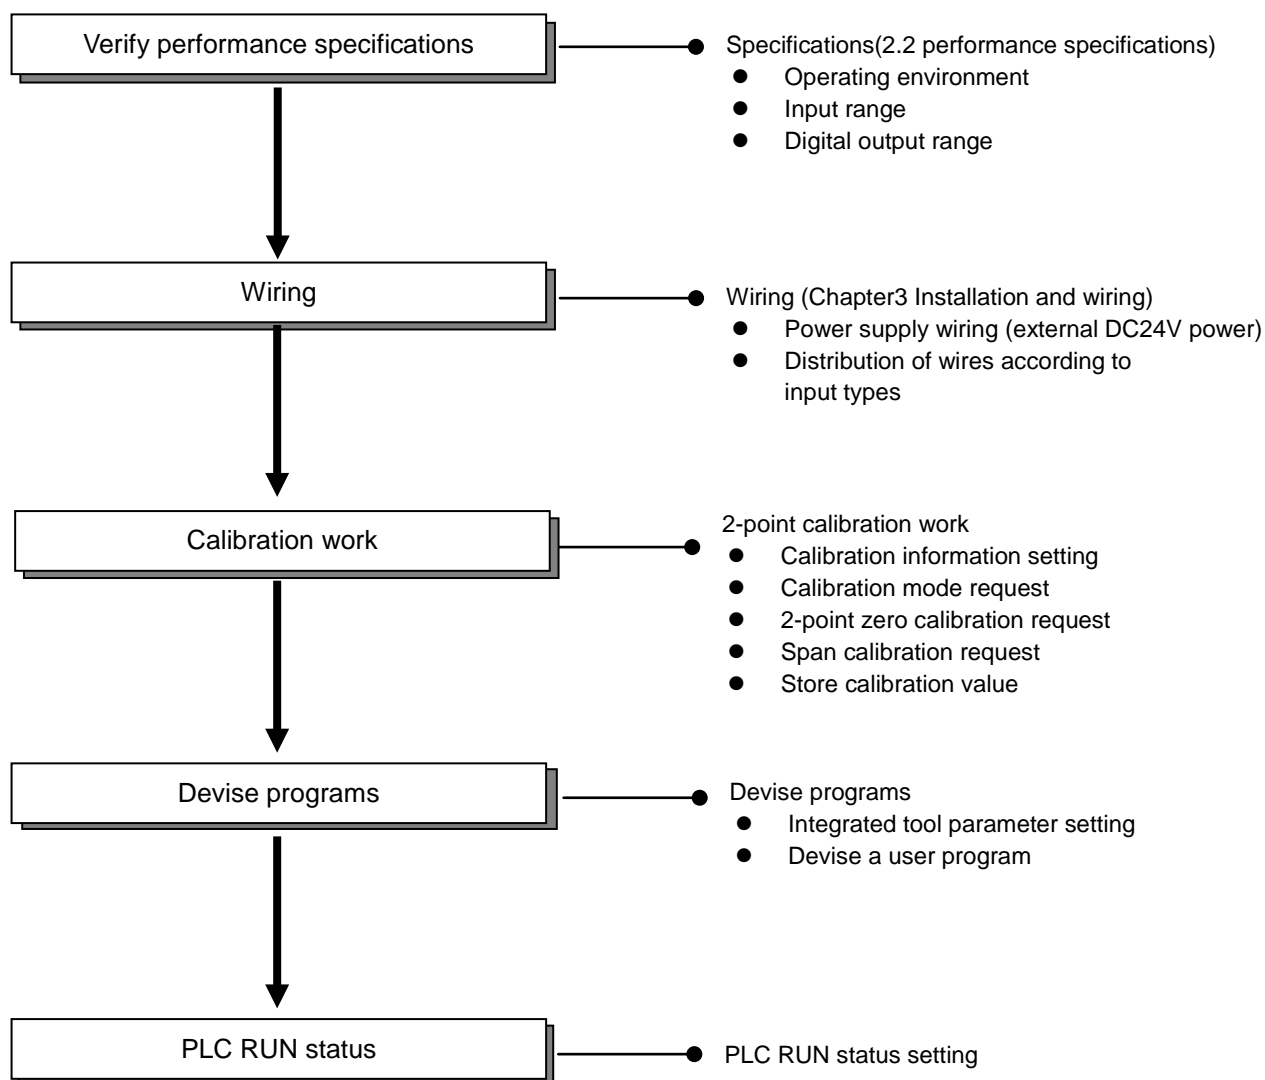 Verify performance specifications
Specifications(2.2 performance specifications)
● Operating environment
● Input range
● Digital output range
Wiring
Wiring (Chapter3 Installation and wiring)
● Power supply wiring (external DC24V power)
● Distribution of wires according to
input types
Calibration work
2-point calibration work
● Calibration information setting
● Calibration mode request
● 2-point zero calibration request
● Span calibration request
● Store calibration value
Devise programs
Devise programs
● Integrated tool parameter setting
● Devise a user program
PLC RUN status
PLC RUN status setting